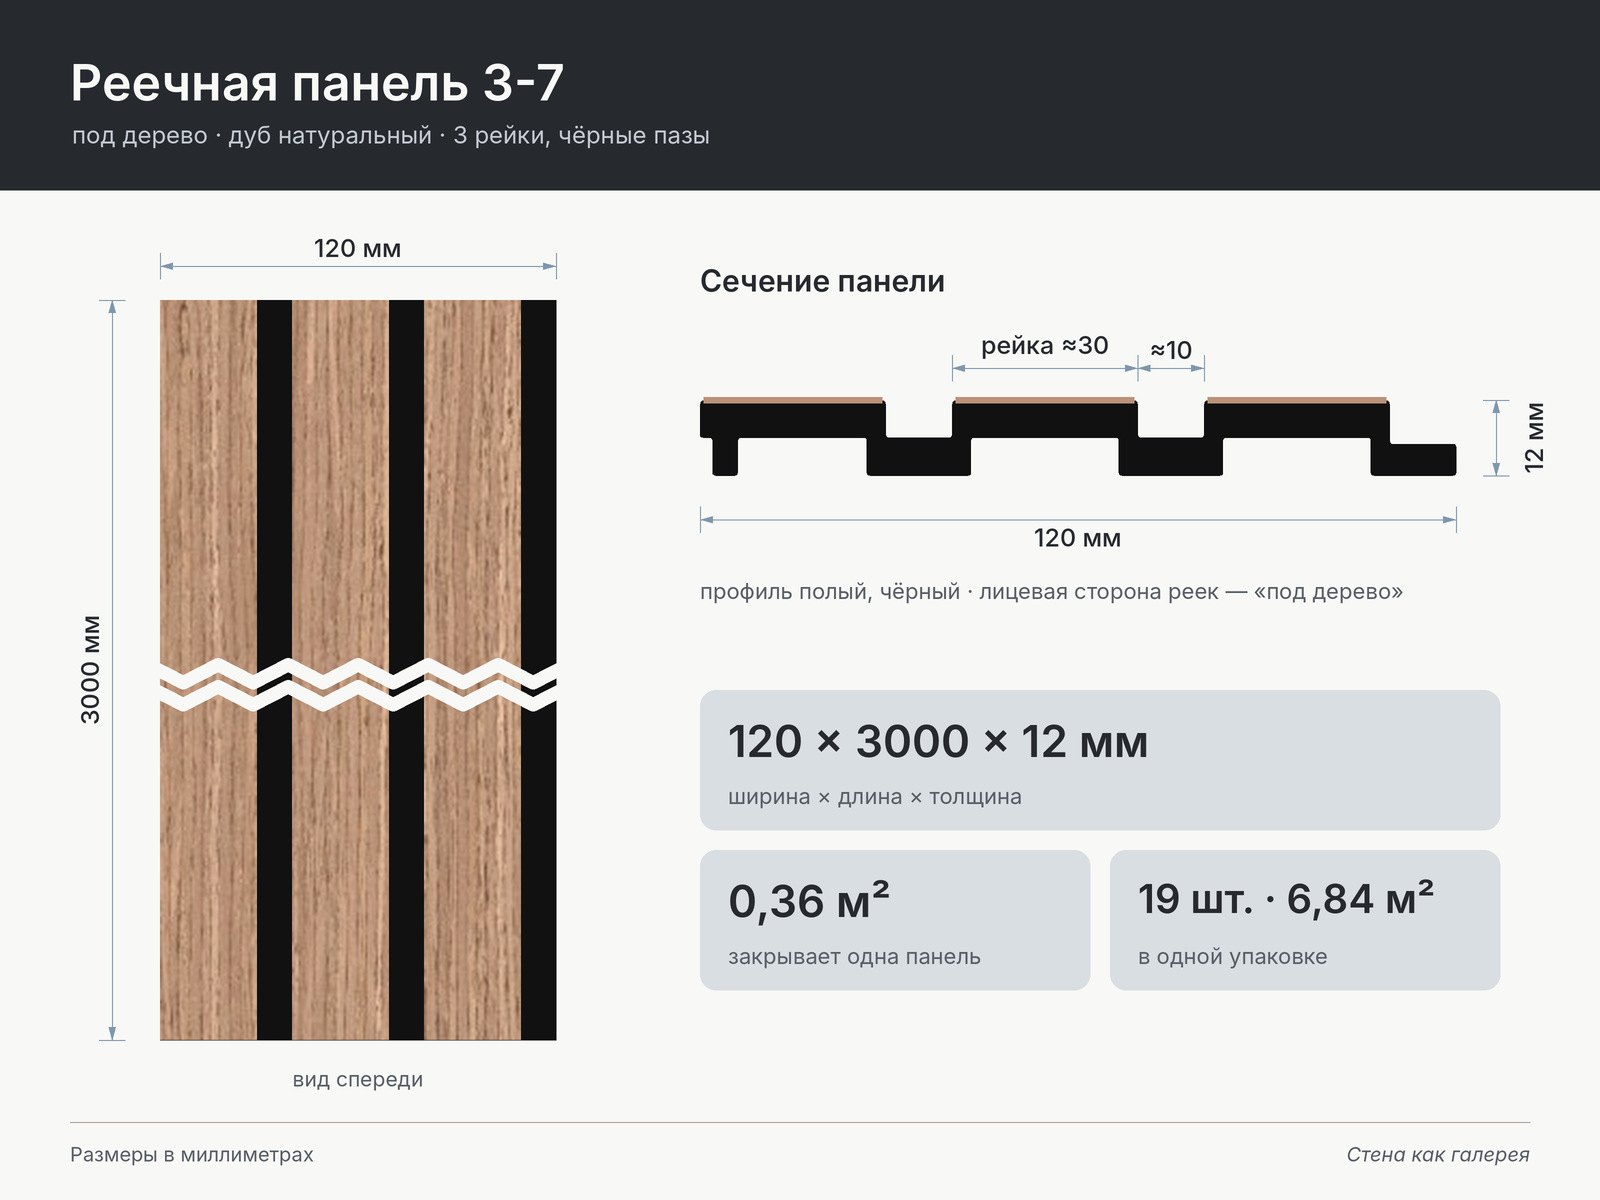 Реечная панель 3-7
под дерево · дуб натуральный · 3 рейки, чёрные пазы
120 мм
3000 мм
вид спереди
Сечение панели
рейка ≈30
≈10
12 мм
120 мм
профиль полый, чёрный · лицевая сторона реек — «под дерево»
120 × 3000 × 12 мм
ширина × длина × толщина
0,36 м²
закрывает одна панель
19 шт. · 6,84 м²
в одной упаковке
Размеры в миллиметрах
Стена как галерея